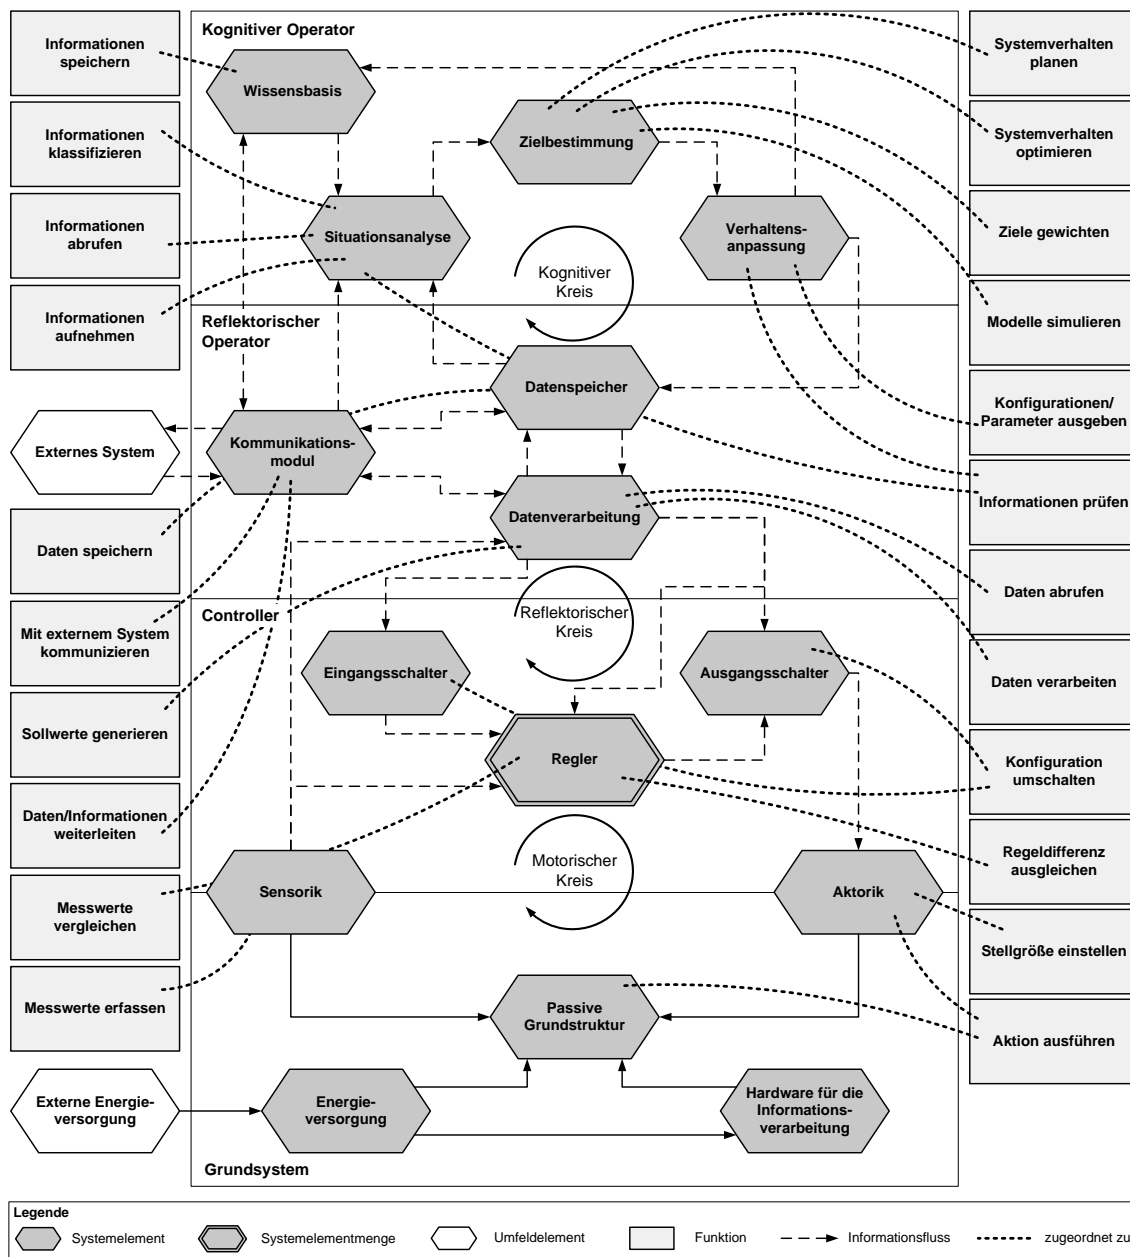 Kognitiver Operator
Informationen
speichern
Informationen
klassifizieren
Informationen
abrufen
Informationen
aufnehmen
Wissensbasis
Zielbestimmung
Situationsanalyse
Verhaltens-
anpassung
Kognitiver
Kreis
Systemverhalten
planen
Systemverhalten
optimieren
Ziele gewichten
Modelle simulieren
Konfigurationen/
Parameter ausgeben
Informationen prüfen
Reflektorischer
Operator
Datenspeicher
Externes System
Kommunikations-
modul
Datenverarbeitung
Daten speichern
Mit externem System
kommunizieren
Sollwerte generieren
Daten/Informationen
weiterleiten
Messwerte
vergleichen
Messwerte erfassen
Controller
Reflektorischer
Kreis
Eingangsschalter
Ausgangsschalter
Regler
Daten abrufen
Daten verarbeiten
Konfiguration
umschalten
Regeldifferenz
ausgleichen
Stellgröße einstellen
Aktion ausführen
Motorischer
Kreis
Sensorik
Aktorik
Passive
Grundstruktur
Externe Energie-
versorgung
Energie-
versorgung
Hardware für die
Informations-
verarbeitung
Grundsystem
Legende
Systemelement
Systemelementmenge
Umfeldelement
Funktion
Informationsfluss
zugeordnet zu